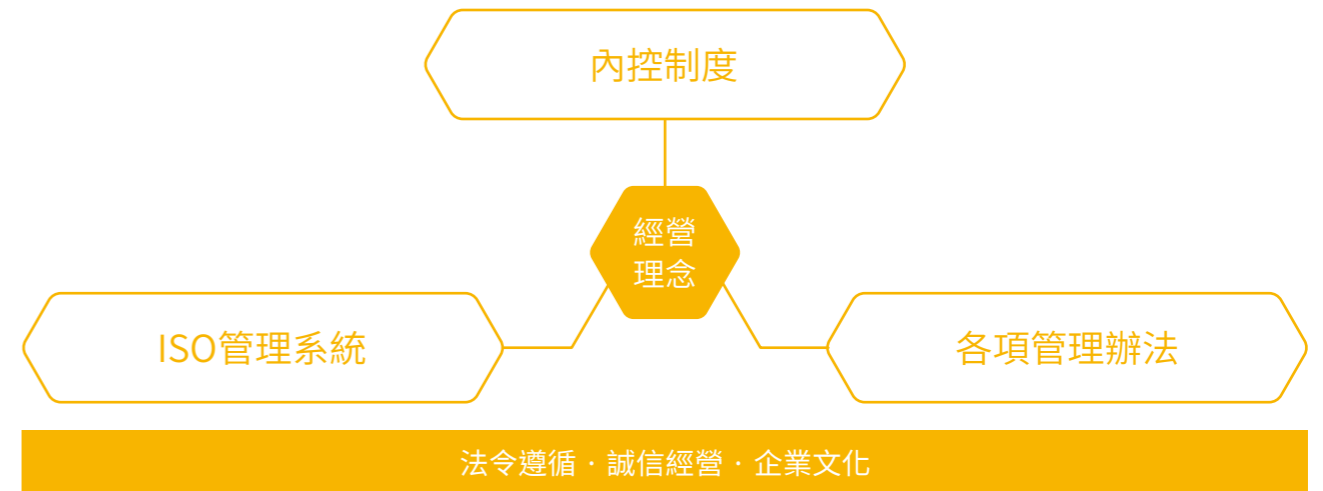 內控制度
經營
理念
ISO管理系統
各項管理辦法
法令遵循．誠信經營．企業文化